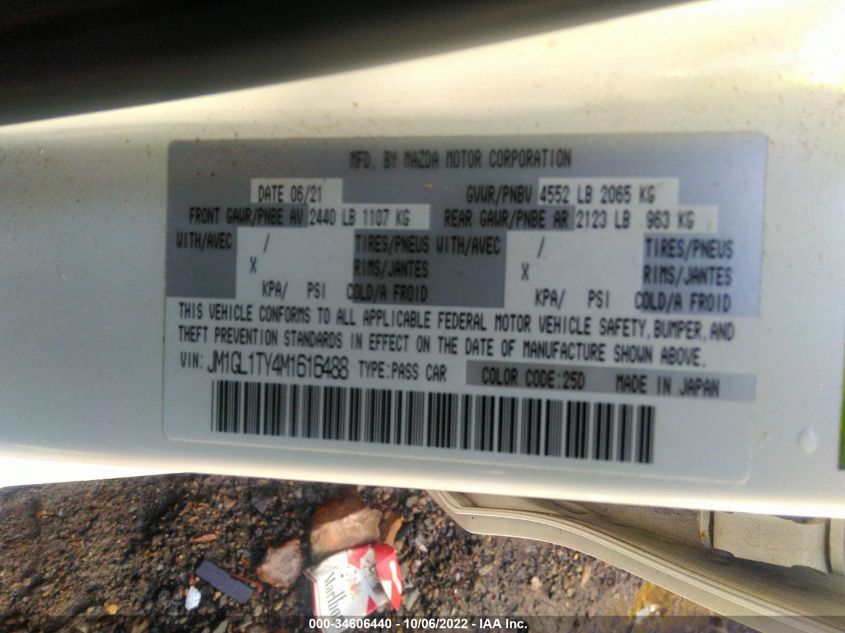 MFD. BY MAZDA MOTOR CORPORATION
DATE 06/21 GVWR/PNBV 4552 LB 2065 KG
FRONT GAWR/PNBE AV 2440 LB 1107 KG REAR GAWR/PNBE AR 2123 LB 963 KG
WITH/AVEC / TIRES/PNEUS WITH/AVEC / TIRES/PNEUS
X RIMS/JANTES X RIMS/JANTES
KPA/ PSI COLD/A FROID KPA/ PSI COLD/A FROID
THIS VEHICLE CONFORMS TO ALL APPLICABLE FEDERAL MOTOR VEHICLE SAFETY, BUMPER, AND
THEFT PREVENTION STANDARDS IN EFFECT ON THE DATE OF MANUFACTURE SHOWN ABOVE.
VIN: JM1GL1TY4M1616488 TYPE:PASS CAR COLOR CODE:25D MADE IN JAPAN
Marlboro
000-34606440 - 10/06/2022 - IAA Inc.